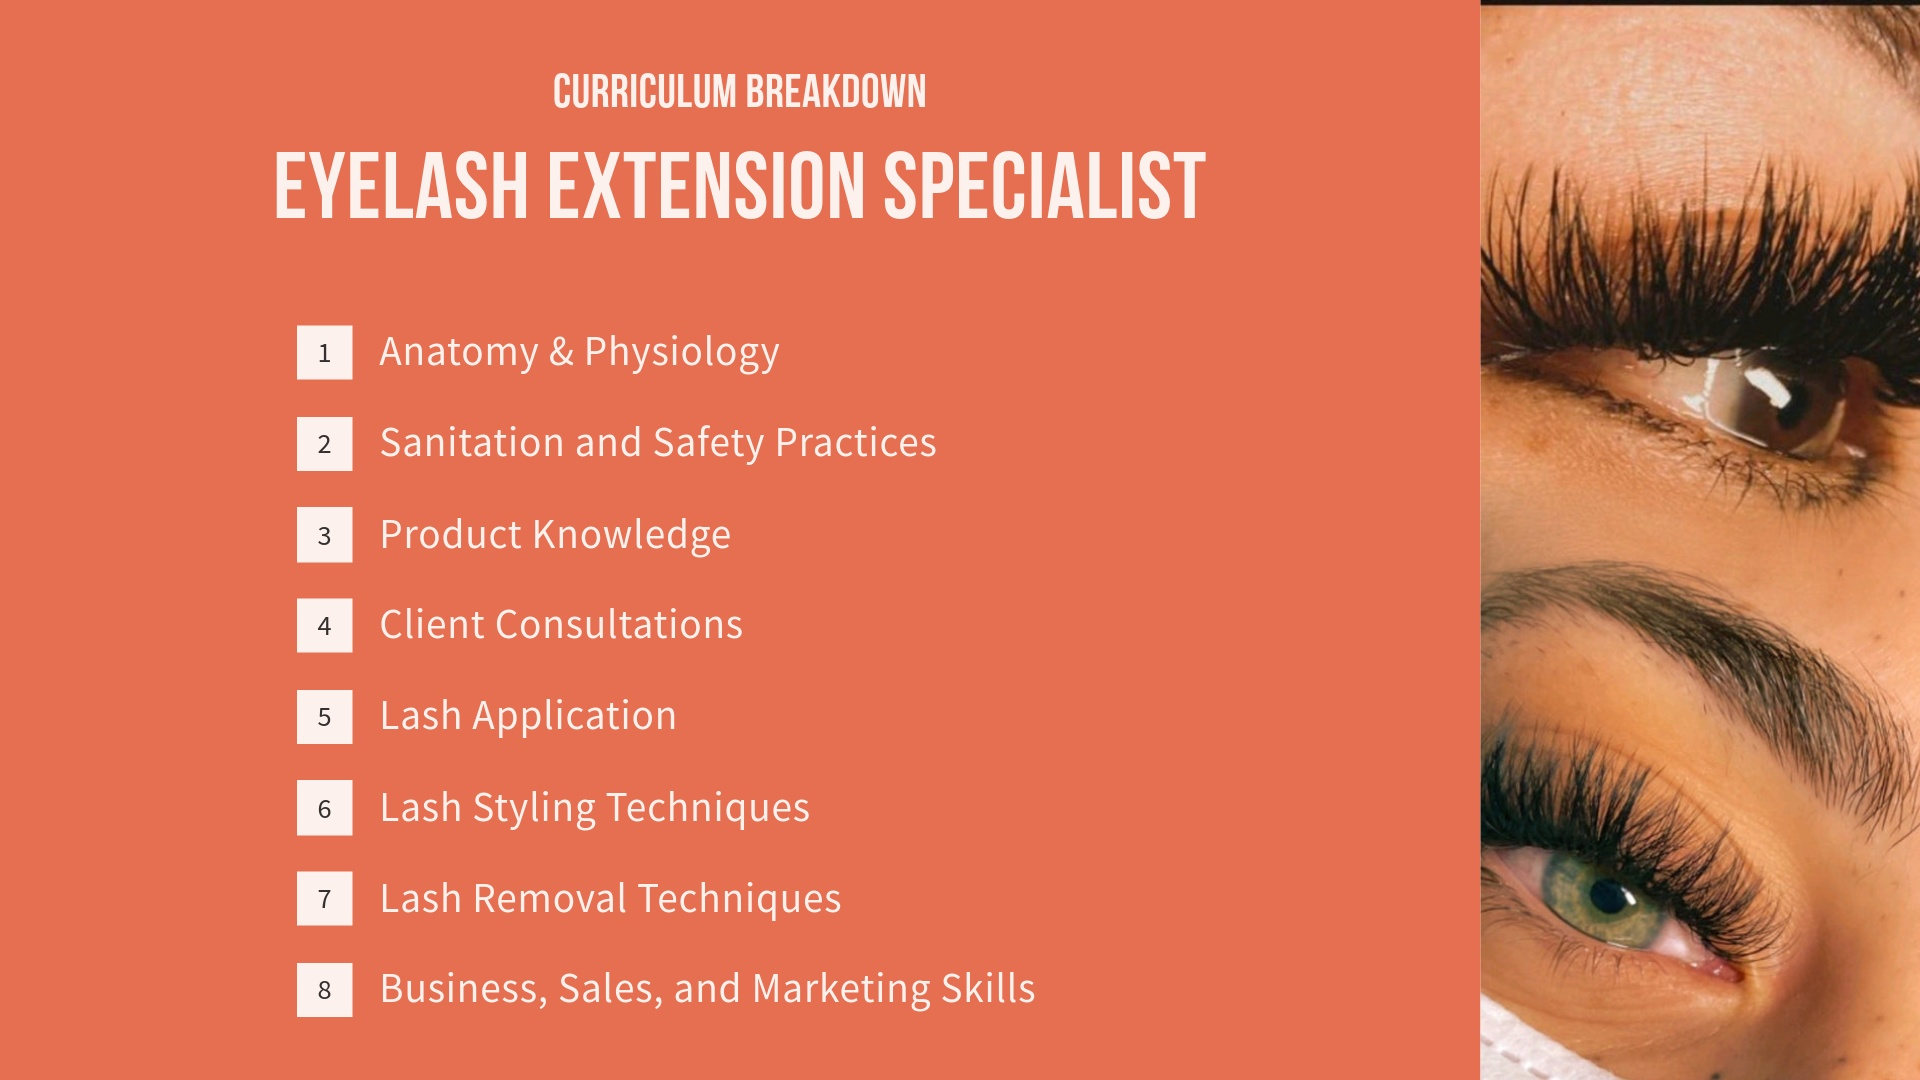 CURRICULUM BREAKDOWN
EYELASH EXTENSION SPECIALIST
1 Anatomy & Physiology
2 Sanitation and Safety Practices
3 Product Knowledge
4 Client Consultations
5 Lash Application
6 Lash Styling Techniques
7 Lash Removal Techniques
8 Business, Sales, and Marketing Skills